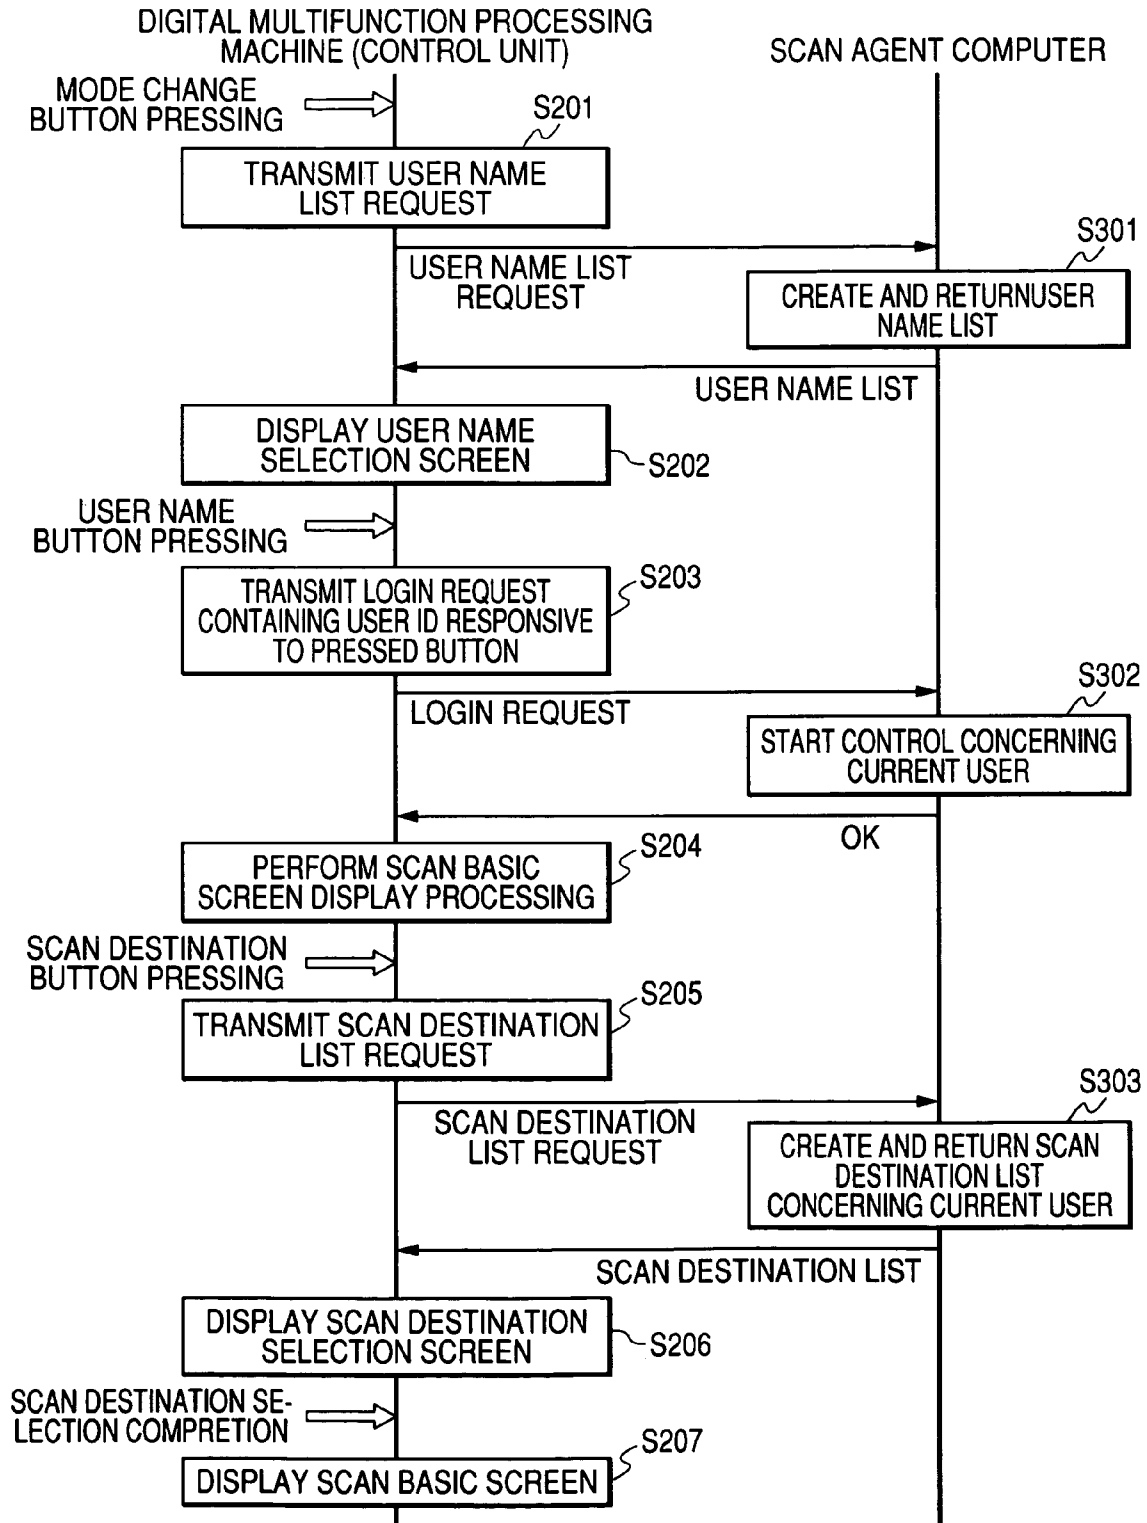 DIGITAL MULTIFUNCTION PROCESSING
MACHINE (CONTROL UNIT)
SCAN AGENT COMPUTER
MODE CHANGE
BUTTON PRESSING
S201
TRANSMIT USER NAME
LIST REQUEST
USER NAME LIST
REQUEST
S301
CREATE AND RETURNUSER
NAME LIST
USER NAME LIST
DISPLAY USER NAME
SELECTION SCREEN
S202
USER NAME
BUTTON PRESSING
S203
TRANSMIT LOGIN REQUEST
CONTAINING USER ID RESPONSIVE
TO PRESSED BUTTON
LOGIN REQUEST
S302
START CONTROL CONCERNING
CURRENT USER
OK
S204
PERFORM SCAN BASIC
SCREEN DISPLAY PROCESSING
SCAN DESTINATION
BUTTON PRESSING
S205
TRANSMIT SCAN DESTINATION
LIST REQUEST
SCAN DESTINATION
LIST REQUEST
S303
CREATE AND RETURN SCAN
DESTINATION LIST
CONCERNING CURRENT USER
SCAN DESTINATION LIST
DISPLAY SCAN DESTINATION
SELECTION SCREEN
S206
SCAN DESTINATION SE-
LECTION COMPRETION
S207
DISPLAY SCAN BASIC SCREEN